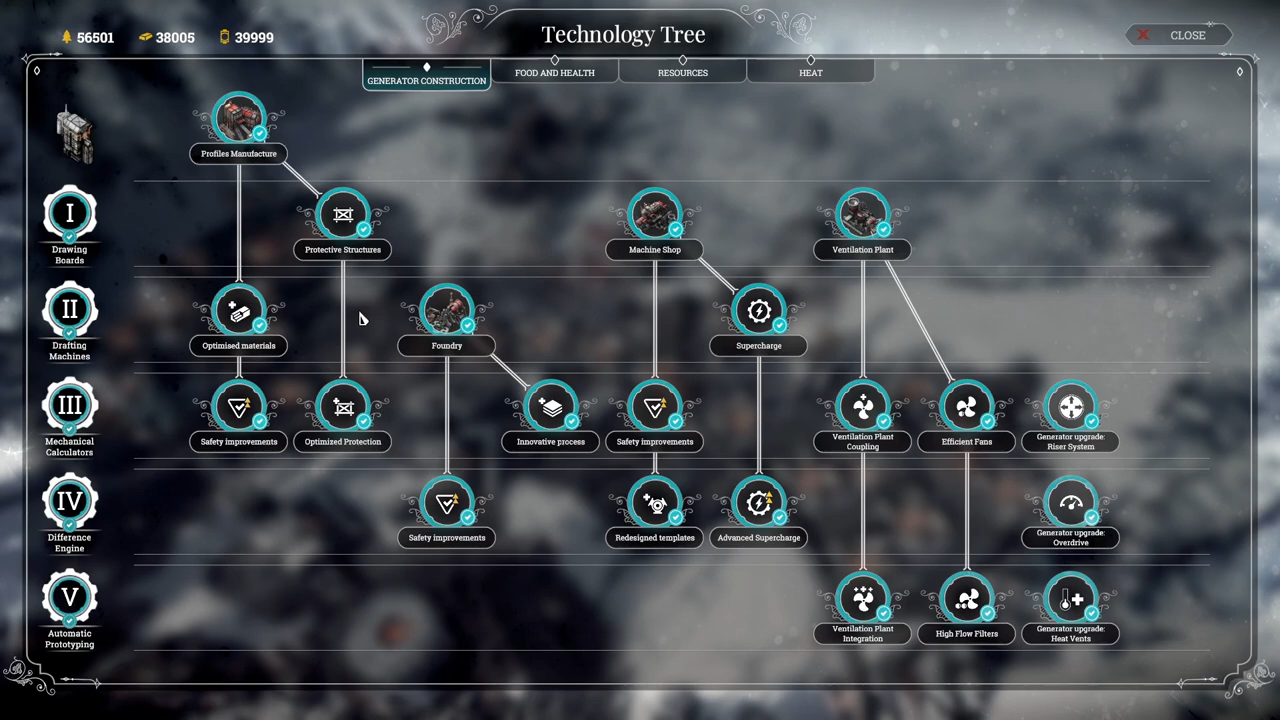 56501 38005 39999
Technology Tree
CLOSE
GENERATOR CONSTRUCTION
FOOD AND HEALTH
RESOURCES
HEAT
Profiles Manufacture
I
Drawing
Boards
Protective Structures
Machine Shop
Ventilation Plant
II
Drafting
Machines
Optimised materials
Foundry
Supercharge
III
Mechanical
Calculators
Safety improvements
Optimized Protection
Innovative process
Safety improvements
Ventilation Plant
Coupling
Efficient Fans
Generator upgrade:
Riser System
IV
Difference
Engine
Safety improvements
Redesigned templates
Advanced Supercharge
Generator upgrade:
Overdrive
V
Automatic
Prototyping
Ventilation Plant
Integration
High Flow Filters
Generator upgrade:
Heat Vents